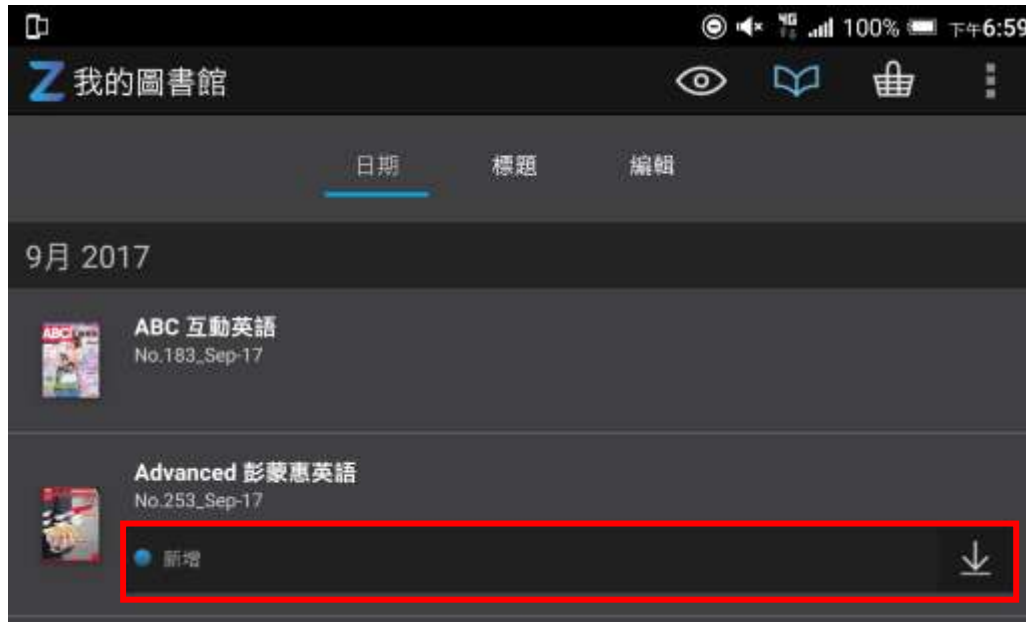 4G 100% 下午6:59
Z 我的圖書館
日期 標題 編輯
9月 2017
ABC 互動英語
No.183_Sep-17
ABC
Advanced 彭蒙惠英語
No.253_Sep-17
新增